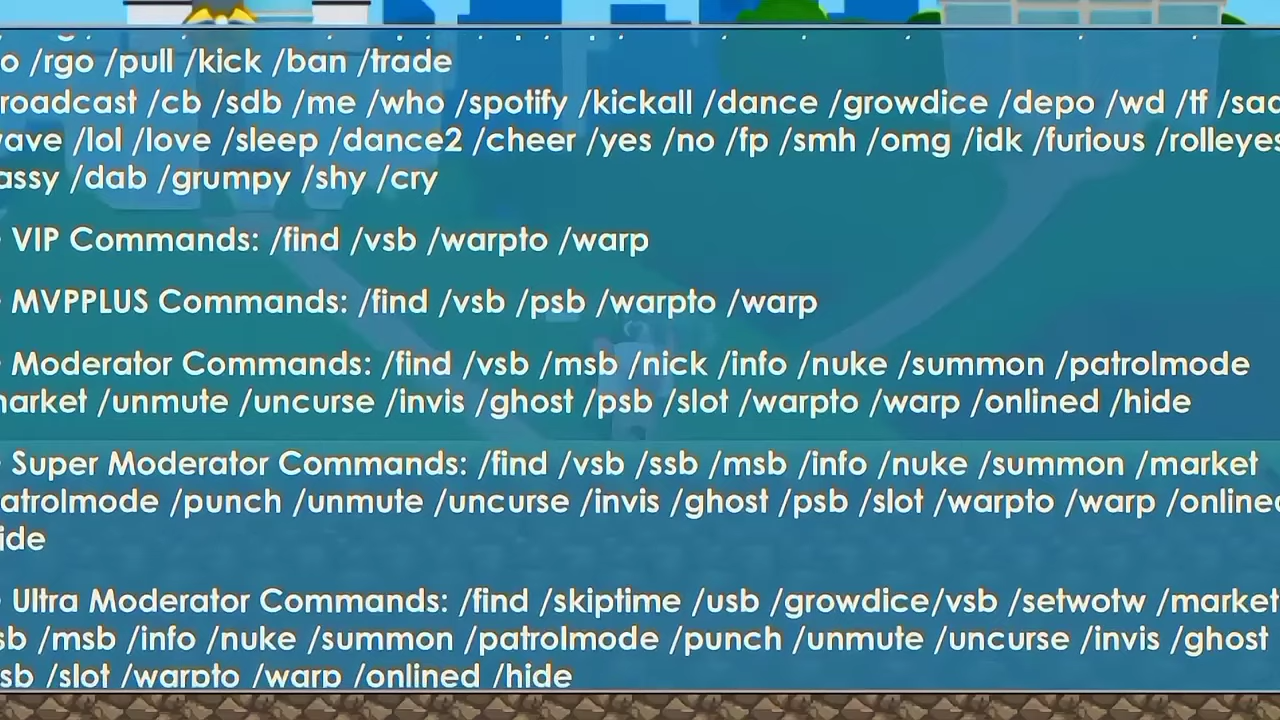 o /rgo /pull /kick /ban /trade
roadcast /cb /sdb /me /who /spotify /kickall /dance /growdice /depo /wd /tf /sad
ave /lol /love /sleep /dance2 /cheer /yes /no /fp /smh /omg /idk /furious /rolleyes
assy /dab /grumpy /shy /cry
VIP Commands: /find /vsb /warpto /warp
MVPPLUS Commands: /find /vsb /psb /warpto /warp
Moderator Commands: /find /vsb /msb /nick /info /nuke /summon /patrolmode
market /unmute /uncurse /invis /ghost /psb /slot /warpto /warp /onlined /hide
Super Moderator Commands: /find /vsb /ssb /msb /info /nuke /summon /market
atrolmode /punch /unmute /uncurse /invis /ghost /psb /slot /warpto /warp /onlined
ide
Ultra Moderator Commands: /find /skiptime /usb /growdice/vsb /setwotw /market
sb /msb /info /nuke /summon /patrolmode /punch /unmute /uncurse /invis /ghost
sb /slot /warpto /warp /onlined /hide